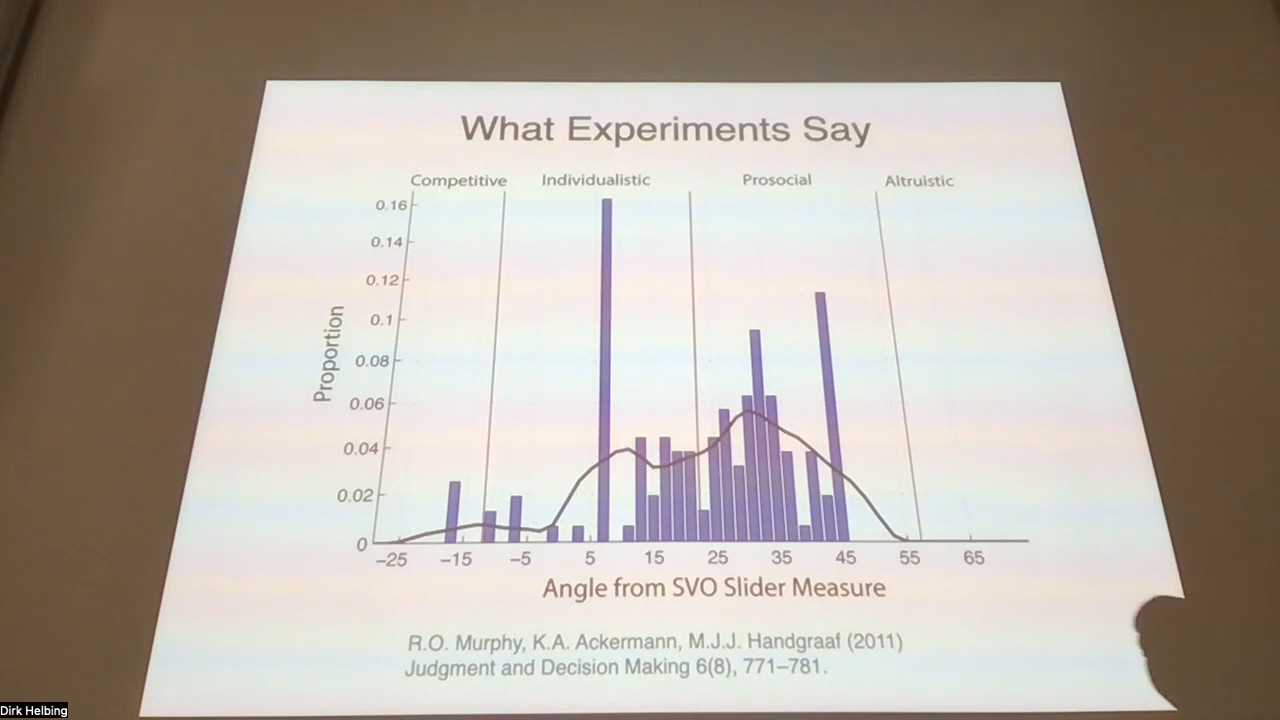 What Experiments Say
Competitive Individualistic Prosocial Altruistic
0.16
0.14
0.12
0.1
0.08
0.06
0.04
0.02
0
Proportion
−25 −15 −5 5 15 25 35 45 55 65
Angle from SVO Slider Measure
R.O. Murphy, K.A. Ackermann, M.J.J. Handgraaf (2011)
Judgment and Decision Making 6(8), 771–781.
Dirk Helbing